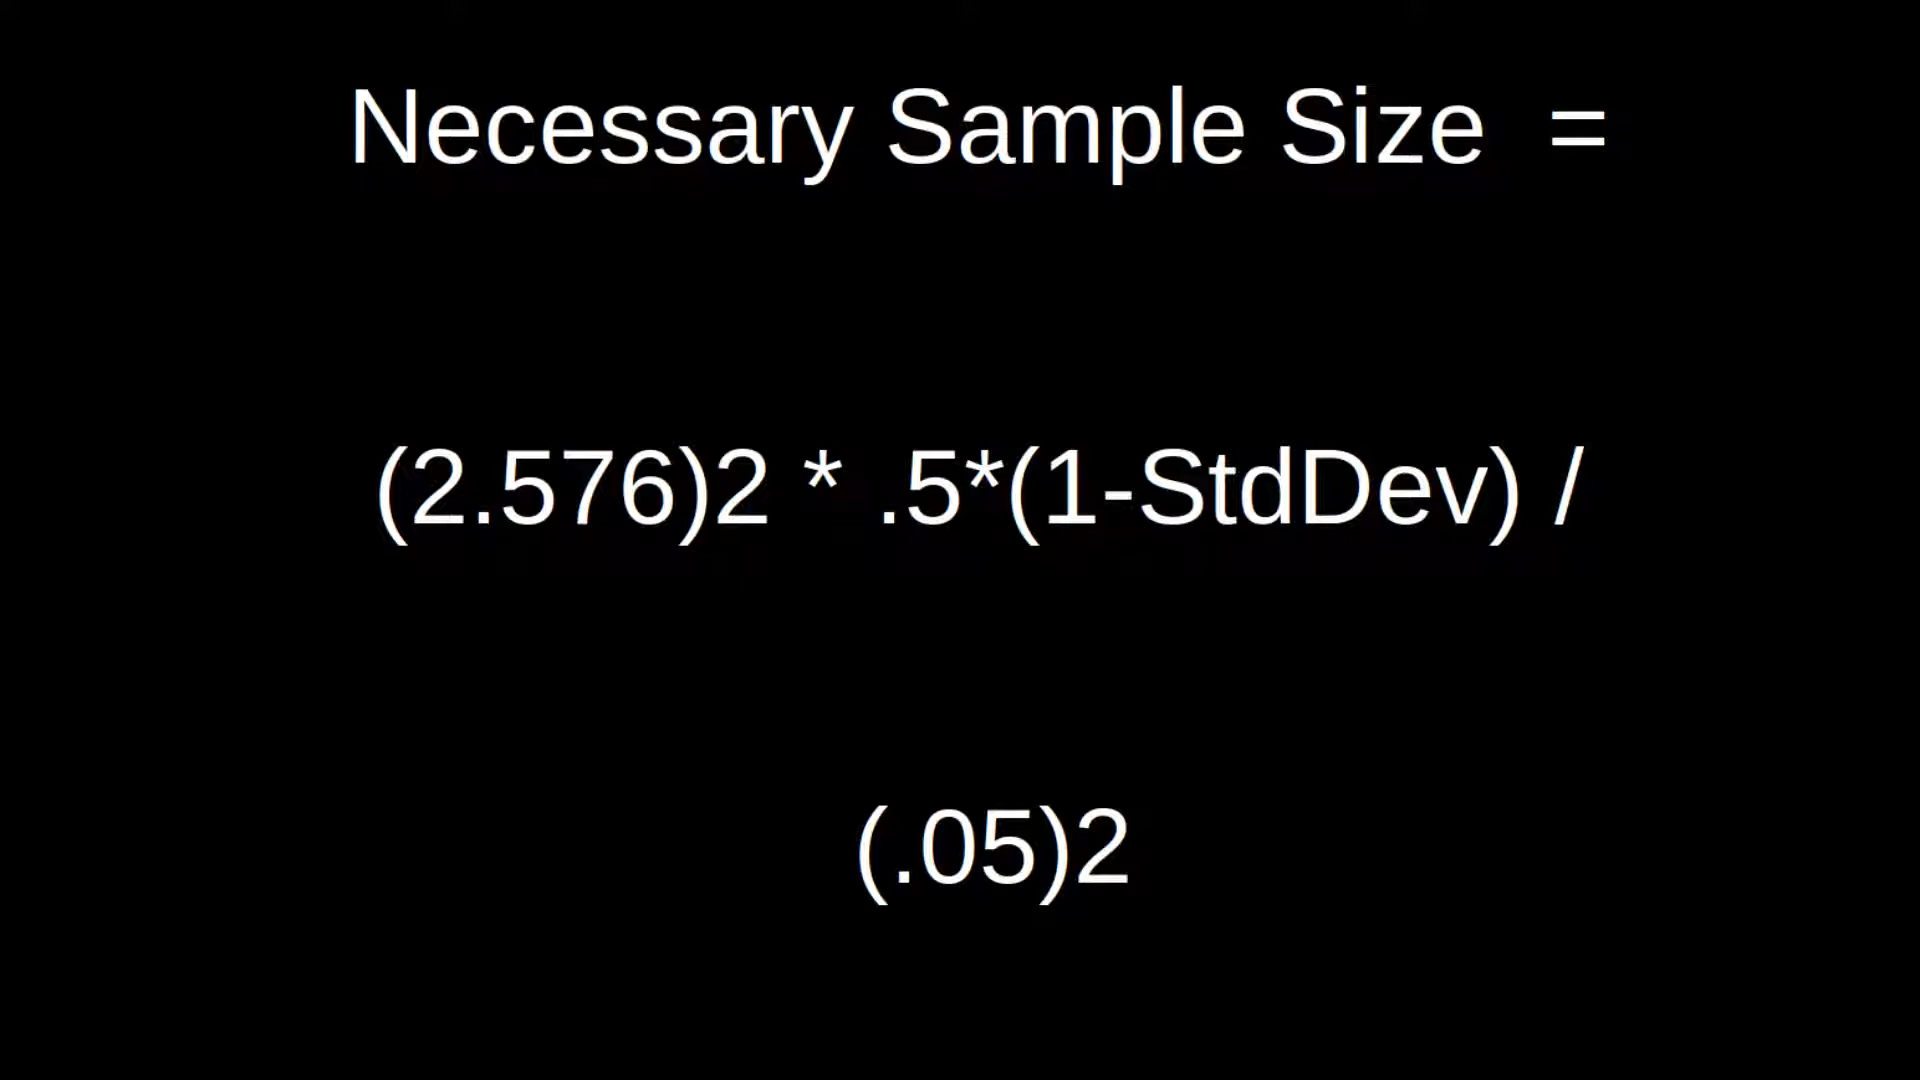 Necessary Sample Size =
(2.576)2 * .5*(1-StdDev) /
(.05)2